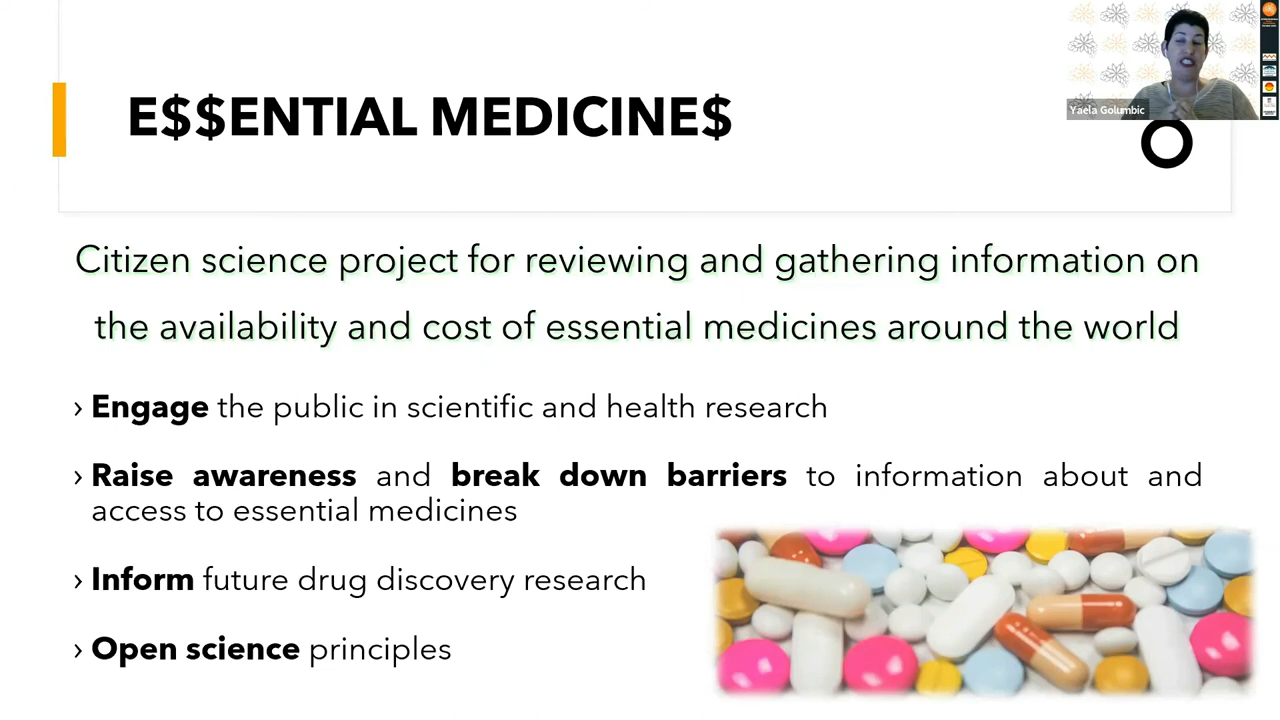 E$$ENTIAL MEDICINE$
Yaela Golumbic
Citizen science project for reviewing and gathering information on
the availability and cost of essential medicines around the world
› Engage the public in scientific and health research
› Raise awareness and break down barriers to information about and
access to essential medicines
› Inform future drug discovery research
› Open science principles